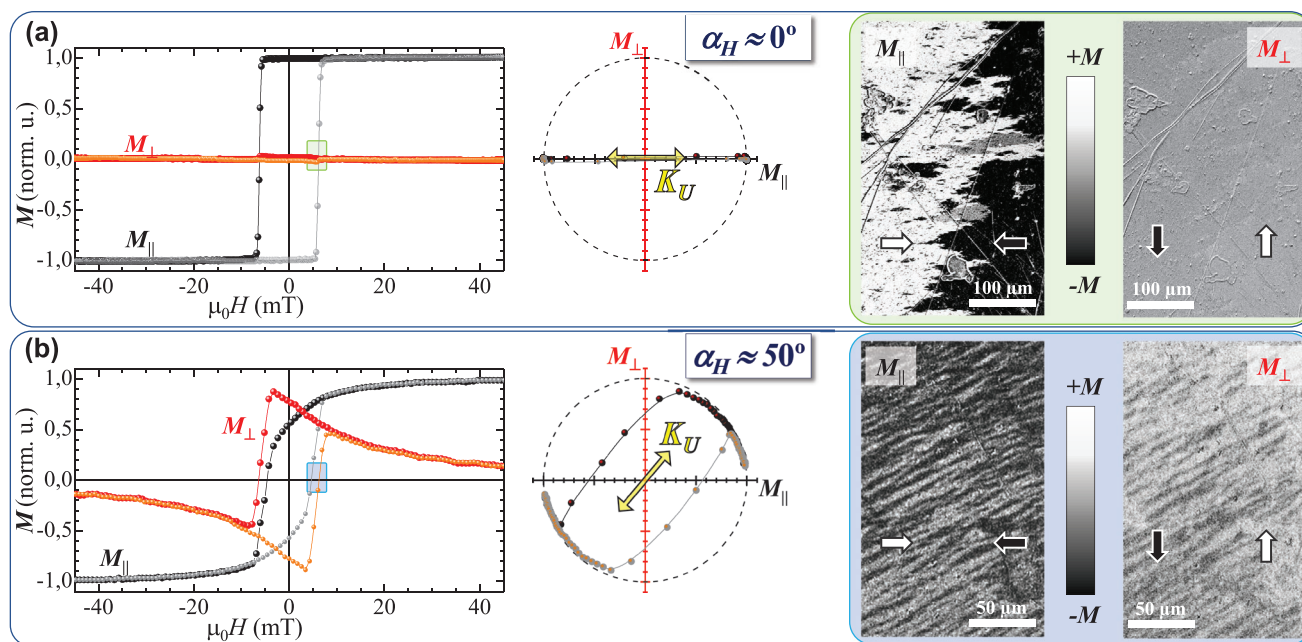 (a)
1,0
0,5
0,0
-0,5
-1,0
M (norm. u.)
M⊥
M∥
-40 -20 0 20 40
μ₀H (mT)
M⊥
α_H ≈ 0º
K_U
M∥
M∥
+M
-M
M⊥
100 µm
100 µm
(b)
1,0
0,5
0,0
-0,5
-1,0
M (norm. u.)
M⊥
M∥
-40 -20 0 20 40
μ₀H (mT)
M⊥
α_H ≈ 50º
K_U
M∥
M∥
+M
-M
M⊥
50 µm
50 µm